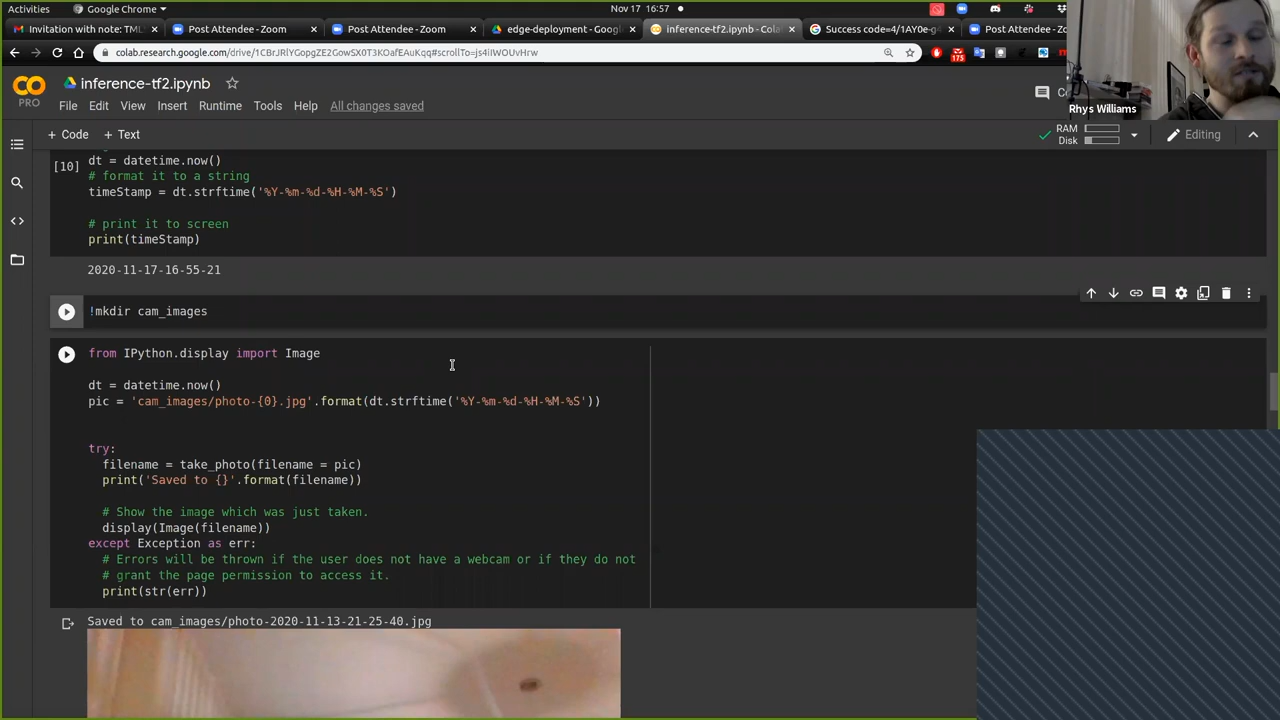 Activities
Google Chrome
Nov 17 16:57
Invitation with note: TML
Post Attendee - Zoom
Post Attendee - Zoom
edge-deployment - Google
inference-tf2.ipynb - Cola
Success code=4/1AY0e-g
Post Attendee - Zoom
colab.research.google.com/drive/1CBrJRlYGopgZE2GowSX0T3KOafEAuKqq#scrollTo=js4iIWOUvHrw
175
CO
PRO
inference-tf2.ipynb
File Edit View Insert Runtime Tools Help All changes saved
Rhys Williams
+ Code + Text
RAM
Disk
Editing
[10]
dt = datetime.now()
# format it to a string
timeStamp = dt.strftime('%Y-%m-%d-%H-%M-%S')
# print it to screen
print(timeStamp)
2020-11-17-16-55-21
!mkdir cam_images
from IPython.display import Image
dt = datetime.now()
pic = 'cam_images/photo-{0}.jpg'.format(dt.strftime('%Y-%m-%d-%H-%M-%S'))
try:
filename = take_photo(filename = pic)
print('Saved to {}'.format(filename))
# Show the image which was just taken.
display(Image(filename))
except Exception as err:
# Errors will be thrown if the user does not have a webcam or if they do not
# grant the page permission to access it.
print(str(err))
Saved to cam_images/photo-2020-11-13-21-25-40.jpg